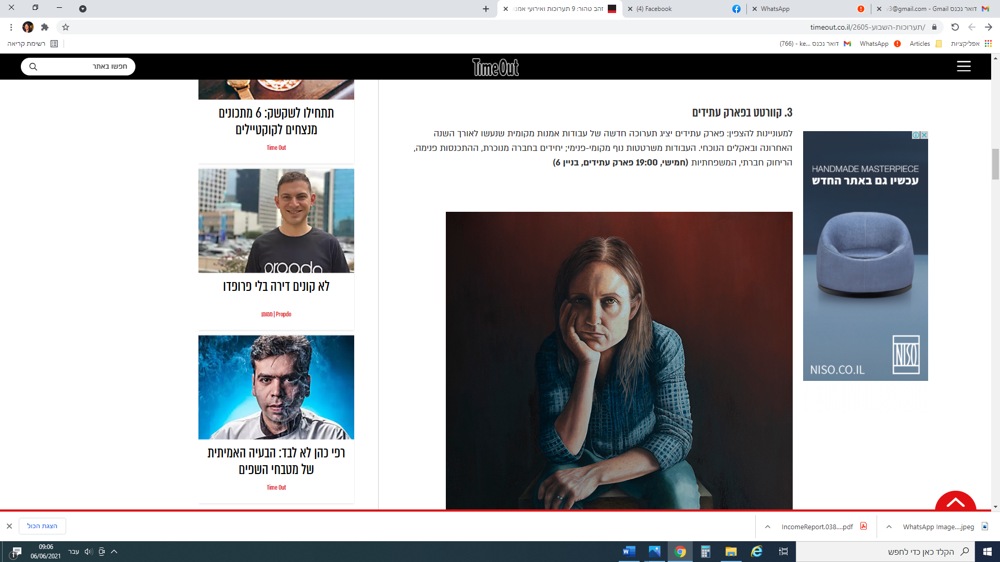 זהב טהור: 9 תערוכות ואירועי אמנ
(4) Facebook
WhatsApp
דואר נכנס v3@gmail.com - Gmail
timeout.co.il/תערוכות-השבוע-2605/
רשימת קריאה
דואר נכנס (766) - ke...
WhatsApp
Articles
אפליקציות
חפשו באתר
Time Out
3. קוורטט בפארק עתידים
למעוניינות להצפין: פארק עתידים יציג תערוכה חדשה של עבודות אמנות מקומית שנעשו לאורך השנה
האחרונה ובאקלים הנוכחי. העבודות משרטטות נוף מקומי-פנימי; יחידים בחברה מנוכרת, ההתכנסות פנימה,
הריחוק חברתי, המשפחתיות (חמישי, 19:00 פארק עתידים, בניין 6)
HANDMADE MASTERPIECE
עכשיו גם באתר החדש
NISO
NISO.CO.IL
תתחילו לשקשק: 6 מתכונים
מנצחים לקוקטיילים
Time Out
propdo
לא קונים דירה בלי פרופדו
Propdo | ממומן
רפי כהן לא לבד: הבעיה האמיתית
של מטבחי השפים
Time Out
הצגת הכול
IncomeReport.038....pdf
WhatsApp Image....jpeg
הקלד כאן כדי לחפש
עבר
09:06
06/06/2021
1